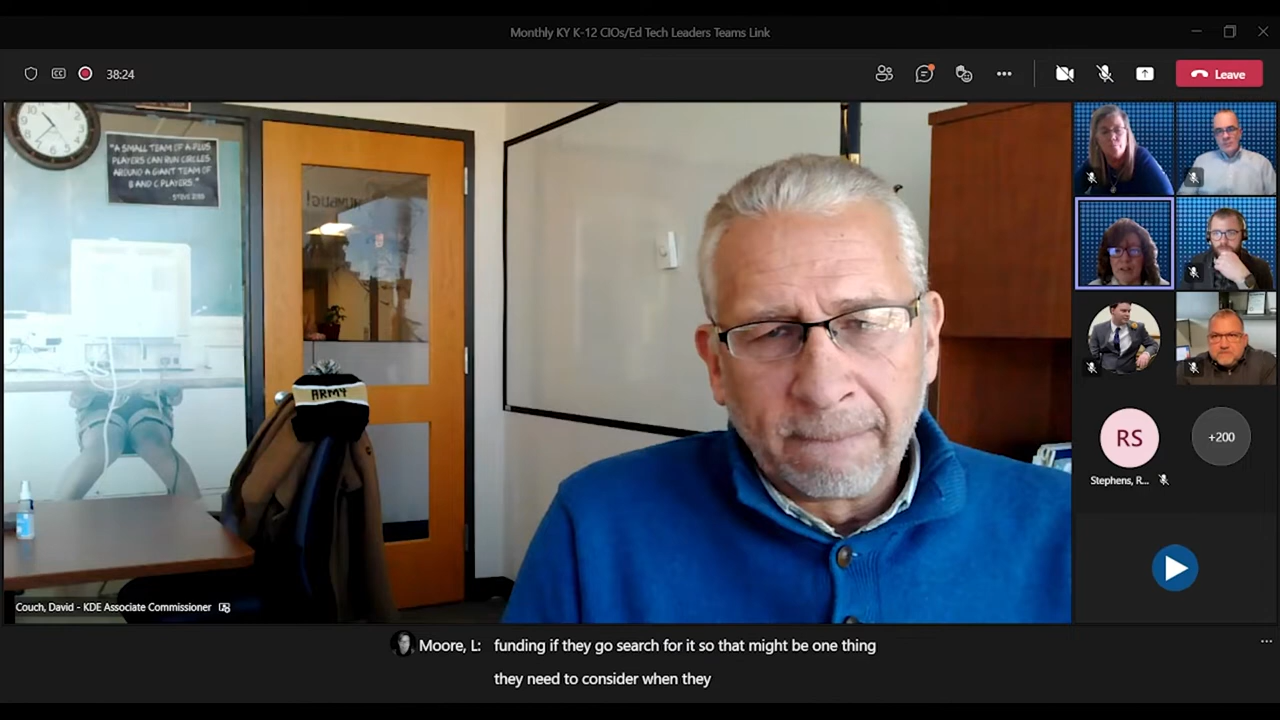 Monthly KY K-12 CIOs/Ed Tech Leaders Teams Link
CC
38:24
Leave
"A SMALL TEAM OF A-PLUS
PLAYERS CAN RUN CIRCLES
AROUND A GIANT TEAM OF
B AND C PLAYERS."
ARMY
RS
+200
Stephens, R...
Couch, David - KDE Associate Commissioner
Moore, L: funding if they go search for it so that might be one thing
they need to consider when they